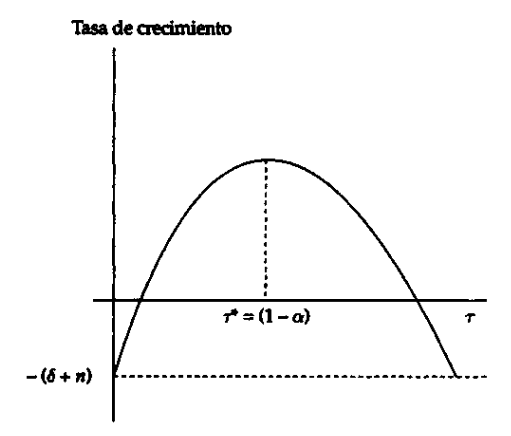 Tasa de crecimiento
τ* = (1 – α)
τ
– (δ + n)